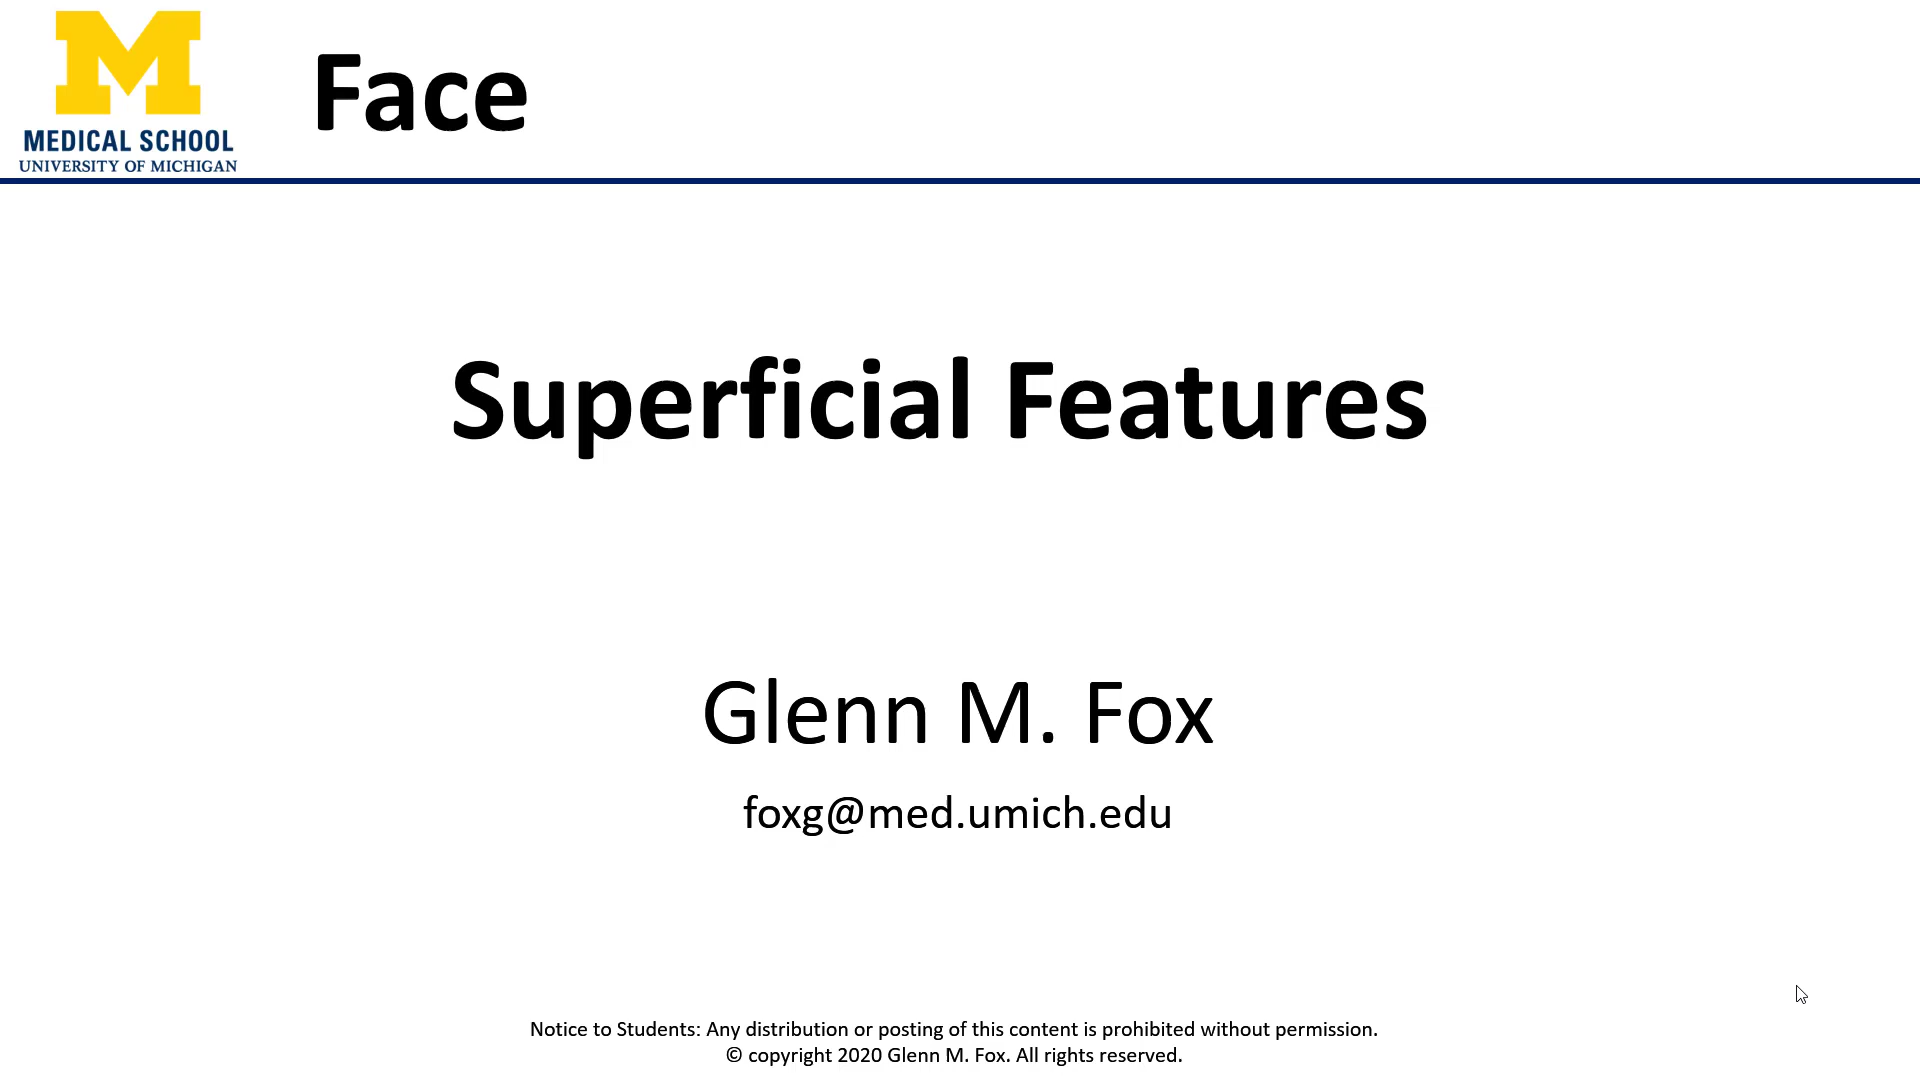 M
MEDICAL SCHOOL
UNIVERSITY OF MICHIGAN
Face
Superficial Features
Glenn M. Fox
foxg@med.umich.edu
Notice to Students: Any distribution or posting of this content is prohibited without permission.
© copyright 2020 Glenn M. Fox. All rights reserved.